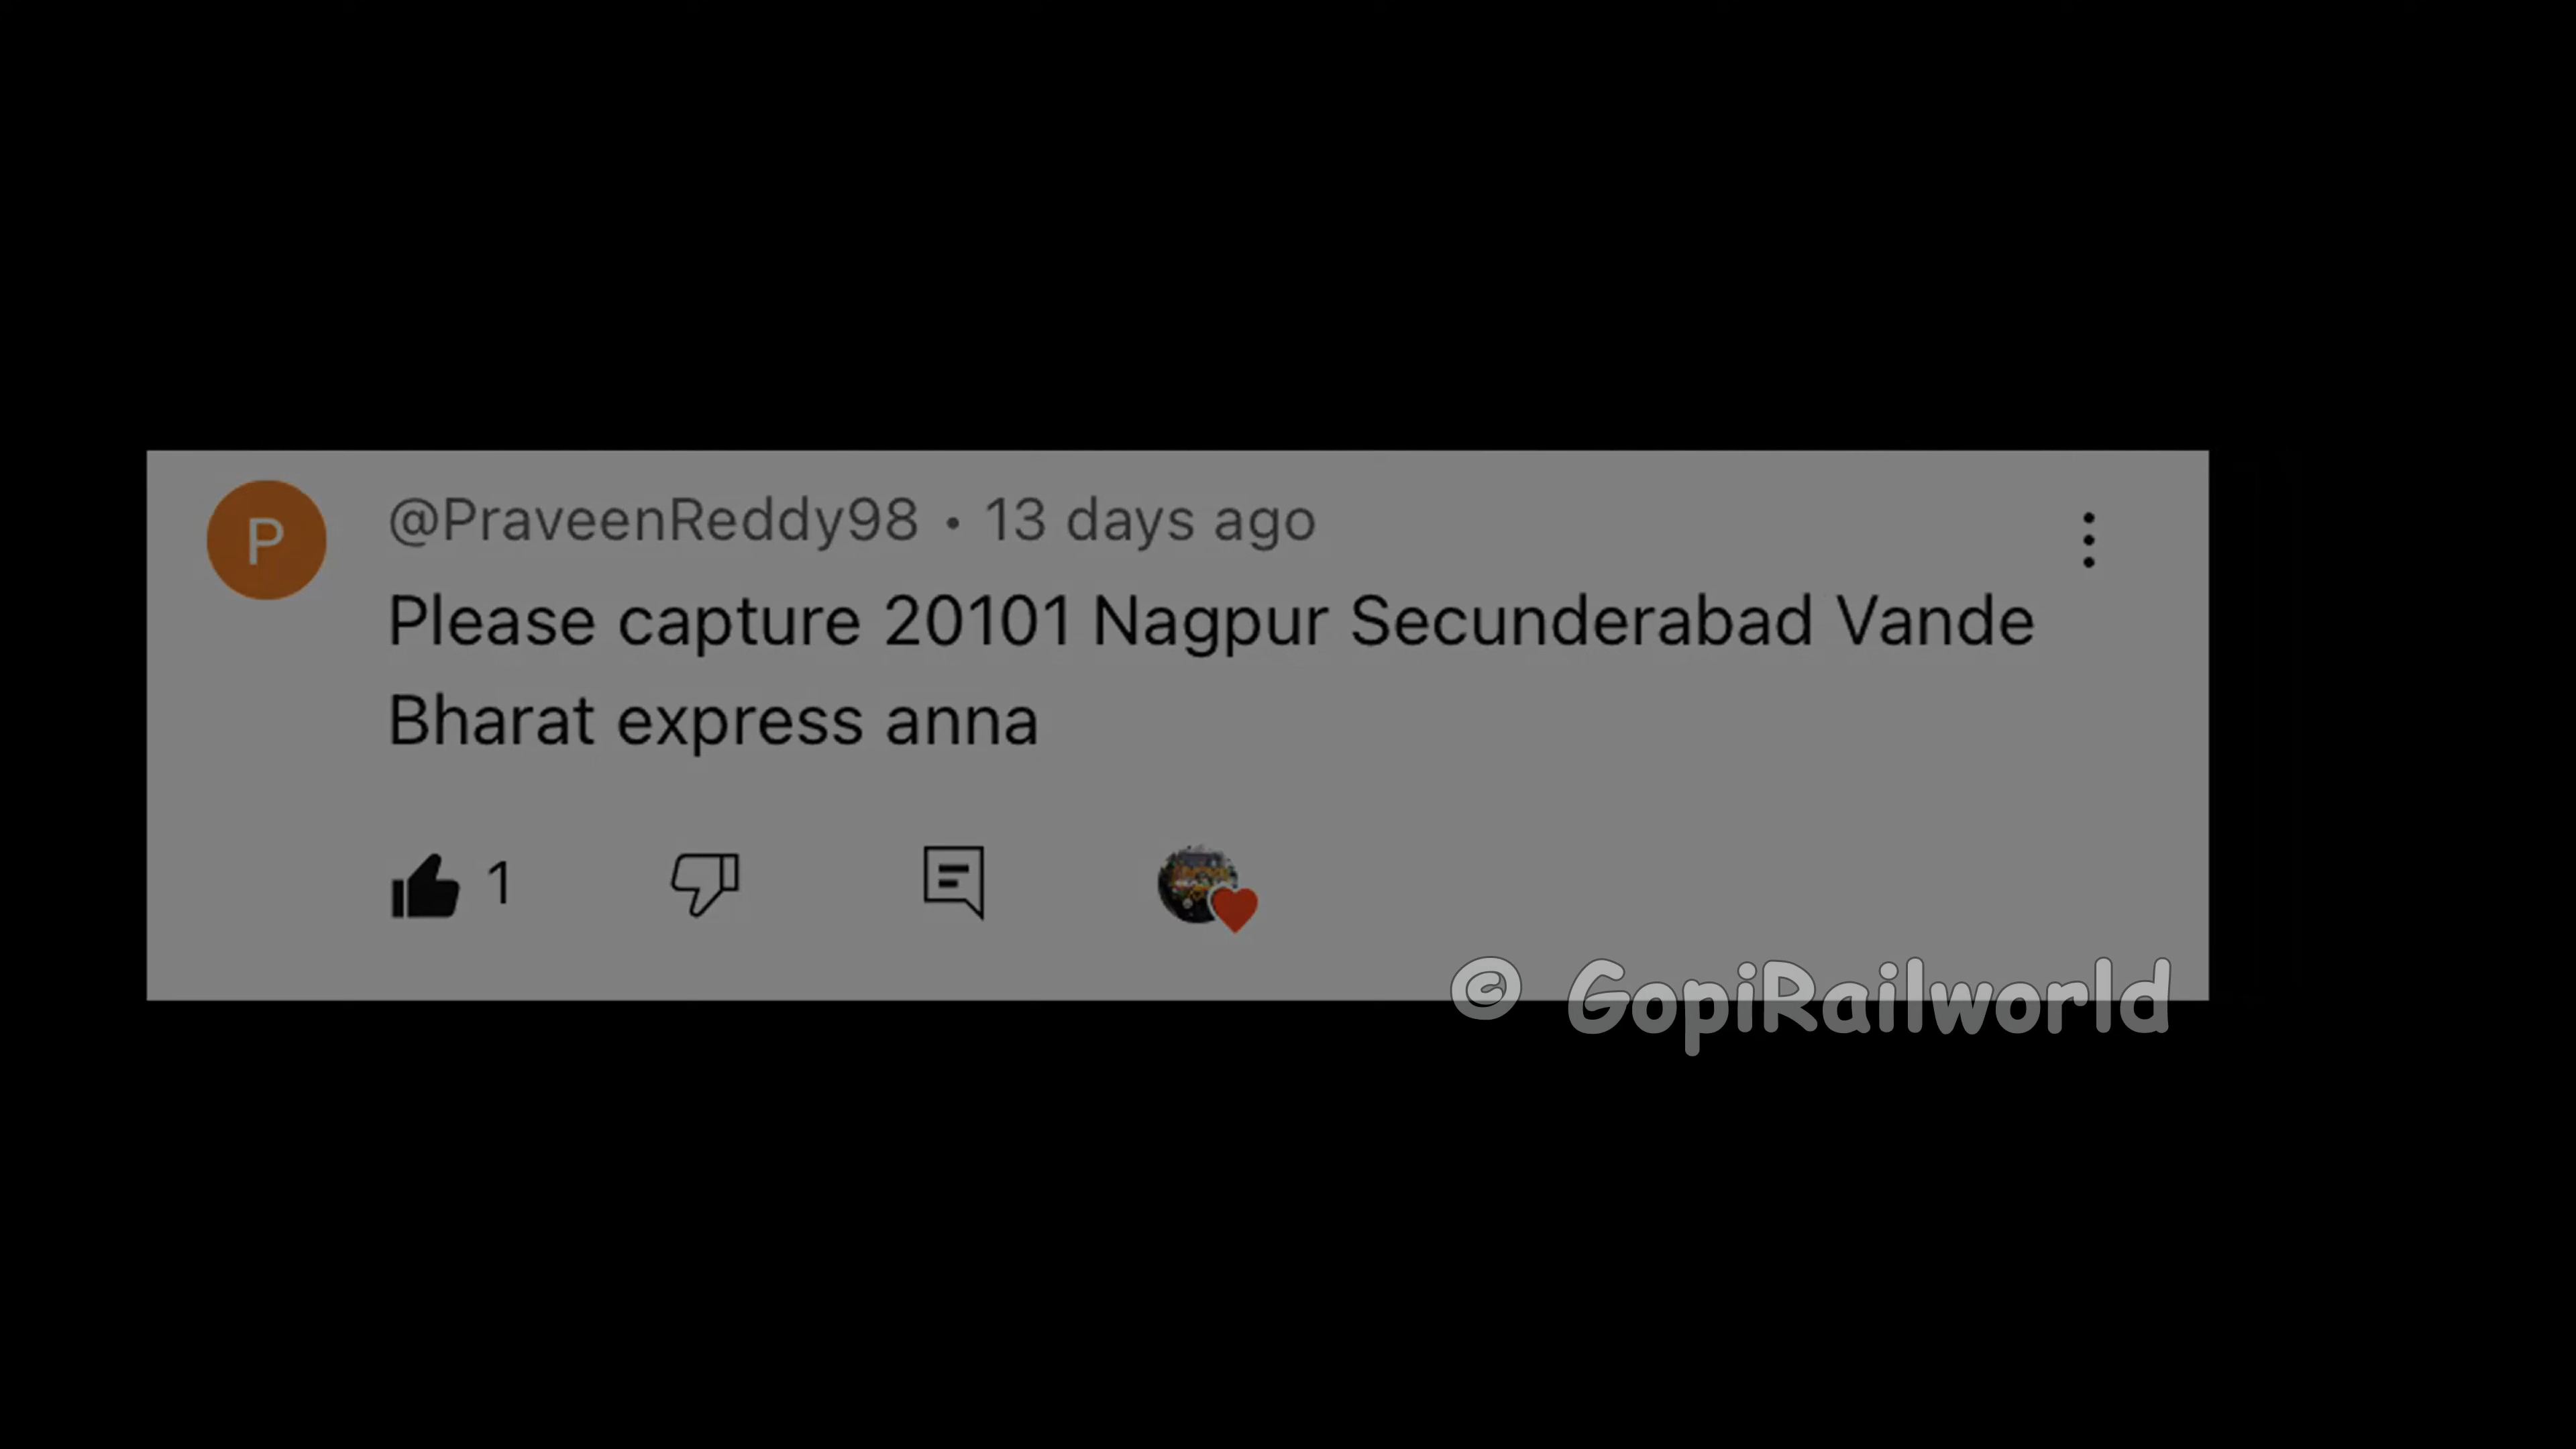 P
@PraveenReddy98 • 13 days ago
Please capture 20101 Nagpur Secunderabad Vande
Bharat express anna
1
© GopiRailworld